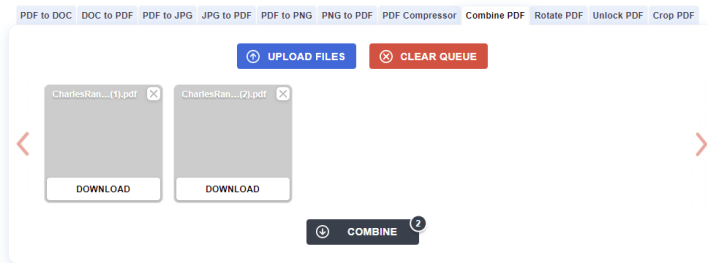 PDF to DOC DOC to PDF PDF to JPG JPG to PDF PDF to PNG PNG to PDF PDF Compressor Combine PDF Rotate PDF Unlock PDF Crop PDF
UPLOAD FILES CLEAR QUEUE
CharlesRan...(1).pdf CharlesRan...(2).pdf
DOWNLOAD DOWNLOAD
COMBINE 2